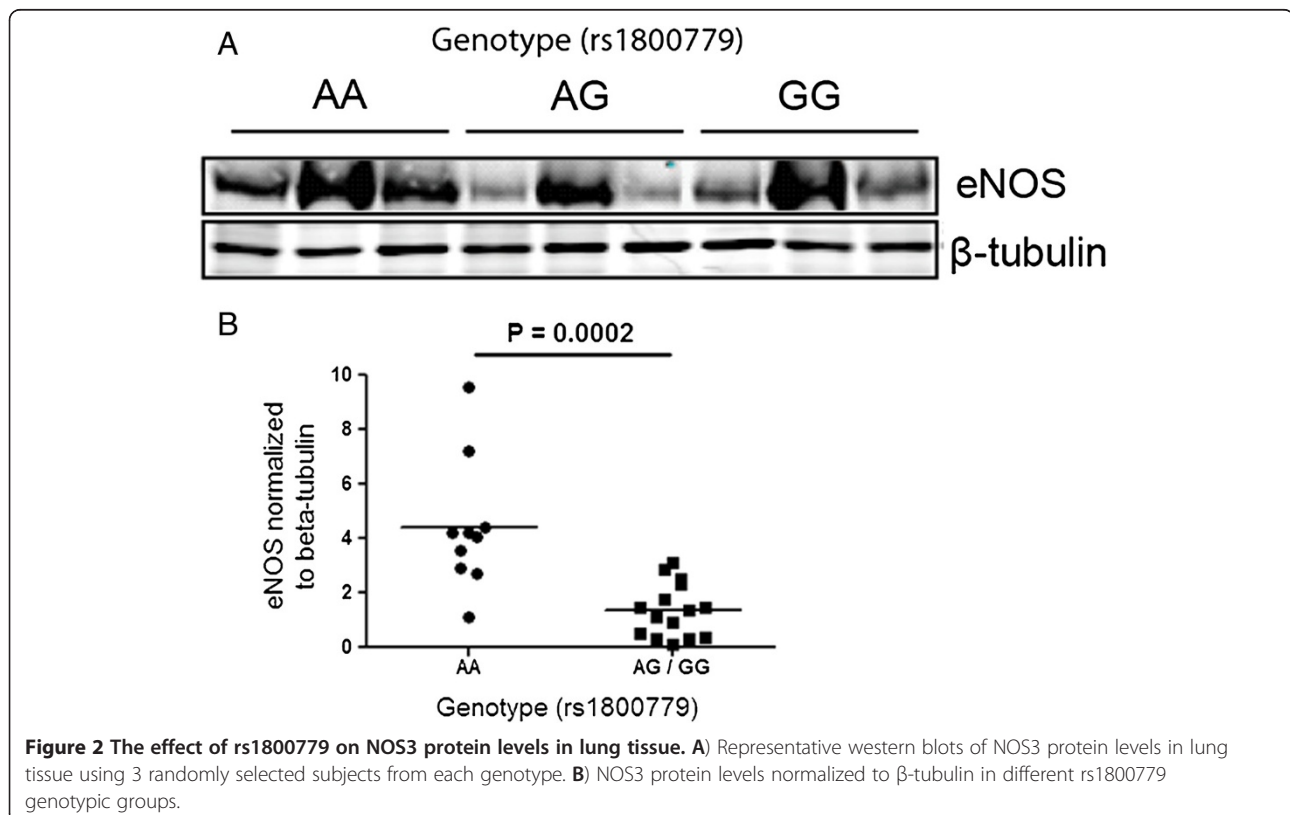 A
Genotype (rs1800779)
AA AG GG
eNOS
β-tubulin
B
P = 0.0002
eNOS normalized
to beta-tubulin
10
8
6
4
2
0
AA AG / GG
Genotype (rs1800779)
Figure 2 The effect of rs1800779 on NOS3 protein levels in lung tissue. A) Representative western blots of NOS3 protein levels in lung
tissue using 3 randomly selected subjects from each genotype. B) NOS3 protein levels normalized to β-tubulin in different rs1800779
genotypic groups.